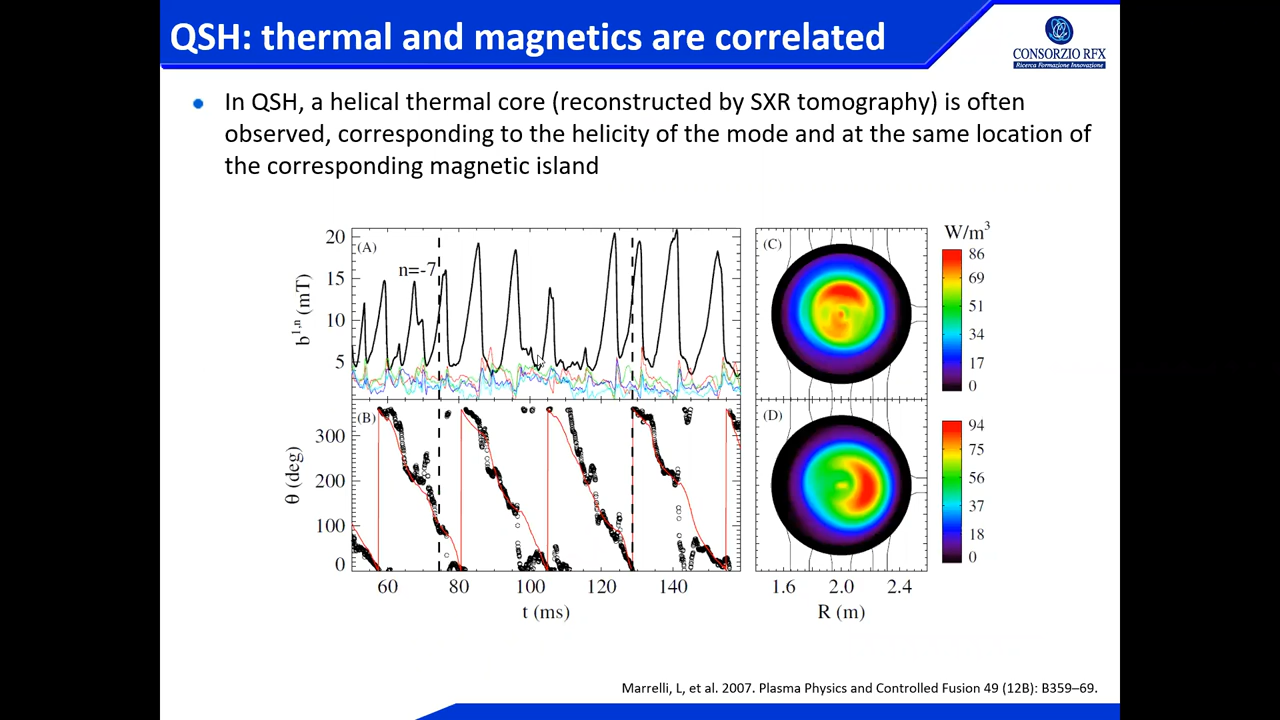 QSH: thermal and magnetics are correlated
CONSORZIO RFX
Ricerca Formazione Innovazione
In QSH, a helical thermal core (reconstructed by SXR tomography) is often
observed, corresponding to the helicity of the mode and at the same location of
the corresponding magnetic island
20
15
10
5
b1,n (mT)
(A)
n=-7
(B)
300
200
100
0
θ (deg)
60 80 100 120 140
t (ms)
(C)
(D)
1.6 2.0 2.4
R (m)
W/m3
86
69
51
34
17
0
94
75
56
37
18
0
Marrelli, L, et al. 2007. Plasma Physics and Controlled Fusion 49 (12B): B359–69.